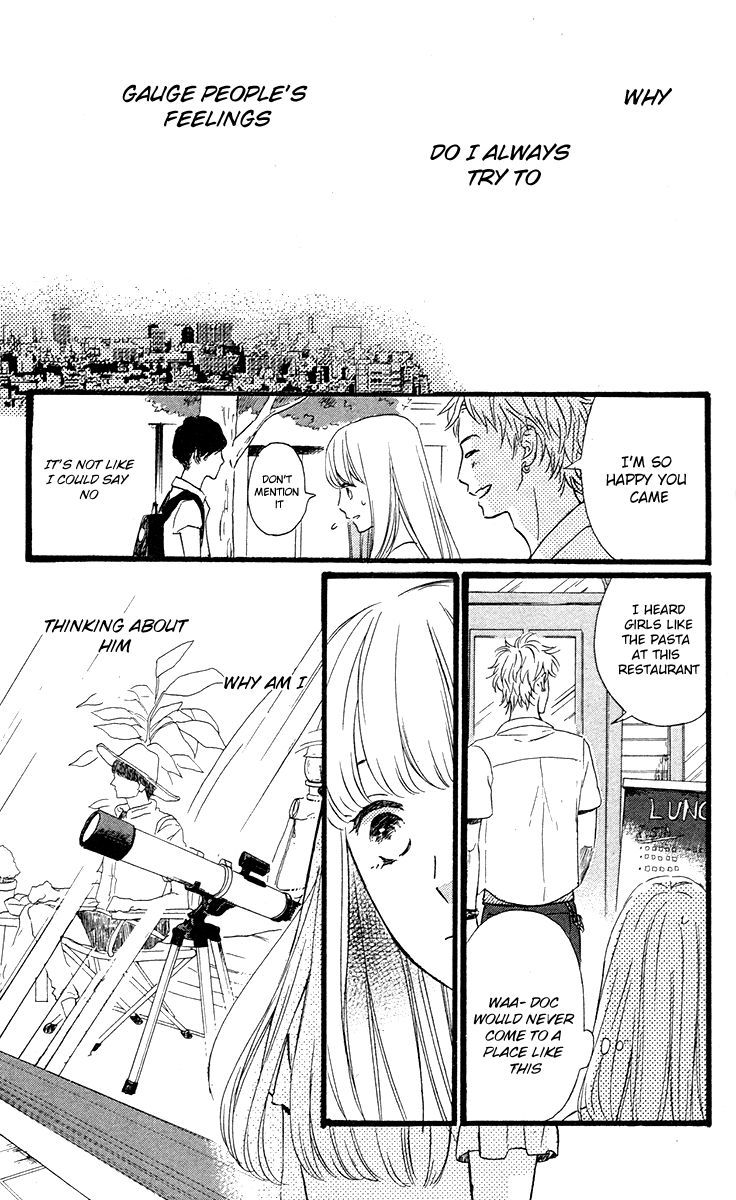 WHY
DO I ALWAYS
TRY TO
GAUGE PEOPLE'S
FEELINGS
I'M SO
HAPPY YOU
CAME
DON'T
MENTION
IT
IT'S NOT LIKE
I COULD SAY
NO
I HEARD
GIRLS LIKE
THE PASTA
AT THIS
RESTAURANT
LUNC
WAA- DOC
WOULD NEVER
COME TO A
PLACE LIKE
THIS
WHY AM I
THINKING ABOUT
HIM